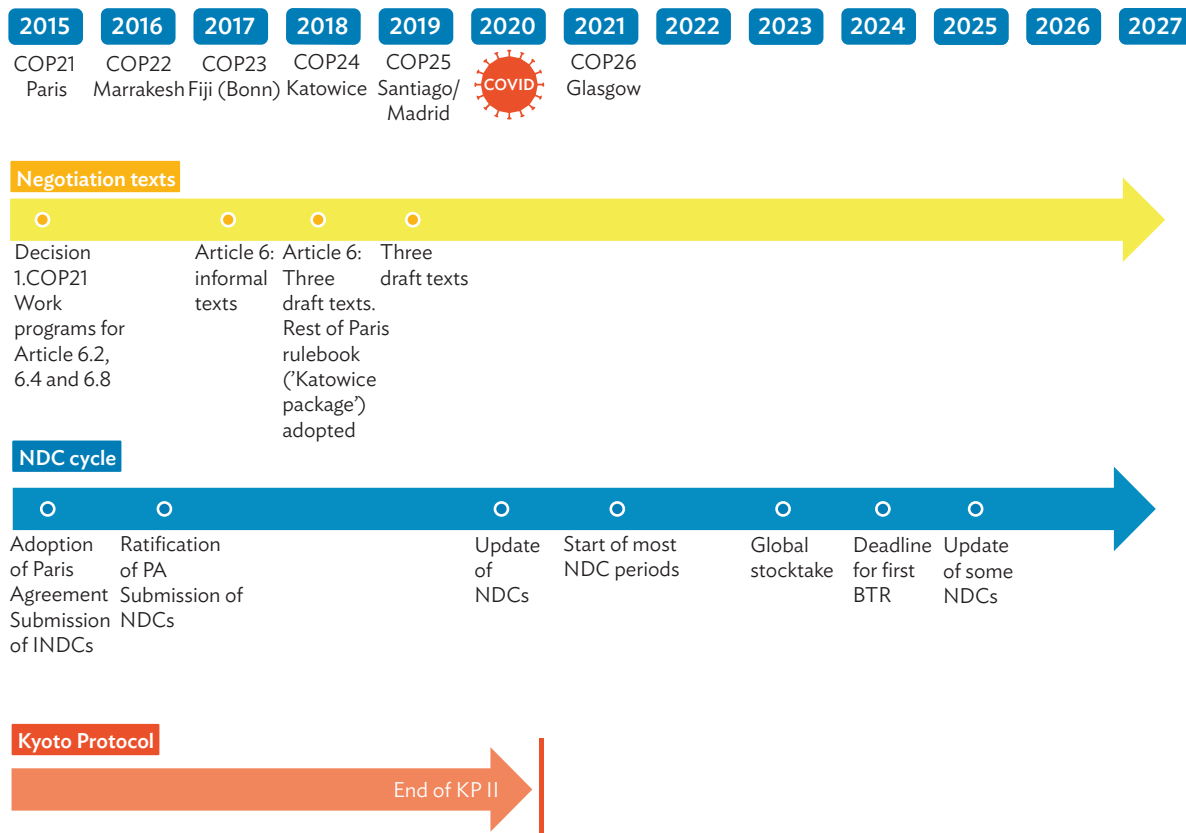 2015 2016 2017 2018 2019 2020 2021 2022 2023 2024 2025 2026 2027
COP21
Paris
COP22
Marrakesh
COP23
Fiji (Bonn)
COP24
Katowice
COP25
Santiago/
Madrid
COVID
COP26
Glasgow
Negotiation texts
Decision
1.COP21
Work
programs for
Article 6.2,
6.4 and 6.8
Article 6:
informal
texts
Article 6:
Three
draft texts.
Rest of Paris
rulebook
('Katowice
package')
adopted
Three
draft texts
NDC cycle
Adoption
of Paris
Agreement
Submission
of INDCs
Ratification
of PA
Submission of
NDCs
Update
of
NDCs
Start of most
NDC periods
Global
stocktake
Deadline
for first
BTR
Update
of some
NDCs
Kyoto Protocol
End of KP II